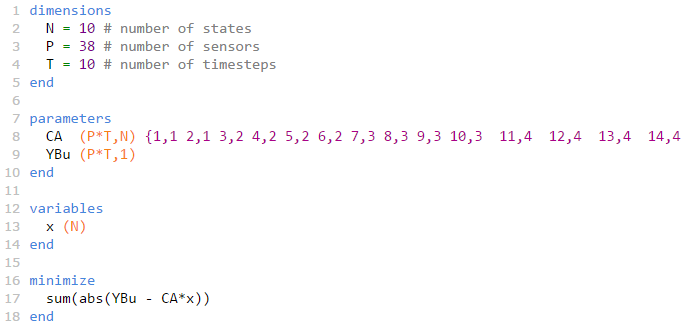 1 dimensions
2 N = 10 # number of states
3 P = 38 # number of sensors
4 T = 10 # number of timesteps
5 end
6
7 parameters
8 CA (P*T,N) {1,1 2,1 3,2 4,2 5,2 6,2 7,3 8,3 9,3 10,3 11,4 12,4 13,4 14,4
9 YBu (P*T,1)
10 end
11
12 variables
13 x (N)
14 end
15
16 minimize
17 sum(abs(YBu - CA*x))
18 end